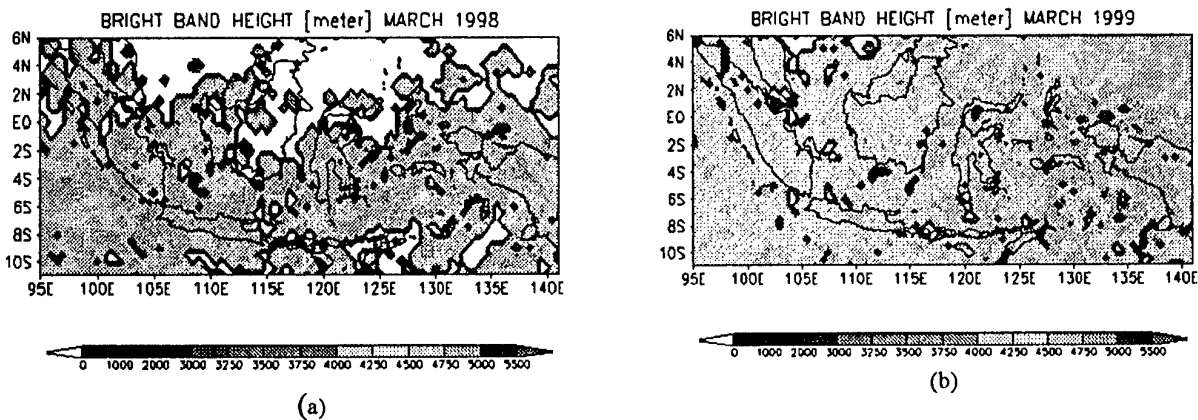 BRIGHT BAND HEIGHT [meter] MARCH 1998
6N
4N
2N
EQ
2S
4S
6S
8S
10S
95E 100E 105E 110E 115E 120E 125E 130E 135E 140E
0 1000 2000 3000 3250 3500 3750 4000 4250 4500 4750 5000 5500
(a)
BRIGHT BAND HEIGHT [meter] MARCH 1999
6N
4N
2N
EQ
2S
4S
6S
8S
10S
95E 100E 105E 110E 115E 120E 125E 130E 135E 140E
0 1000 2000 3000 3250 3500 3750 4000 4250 4500 4750 5000 5500
(b)